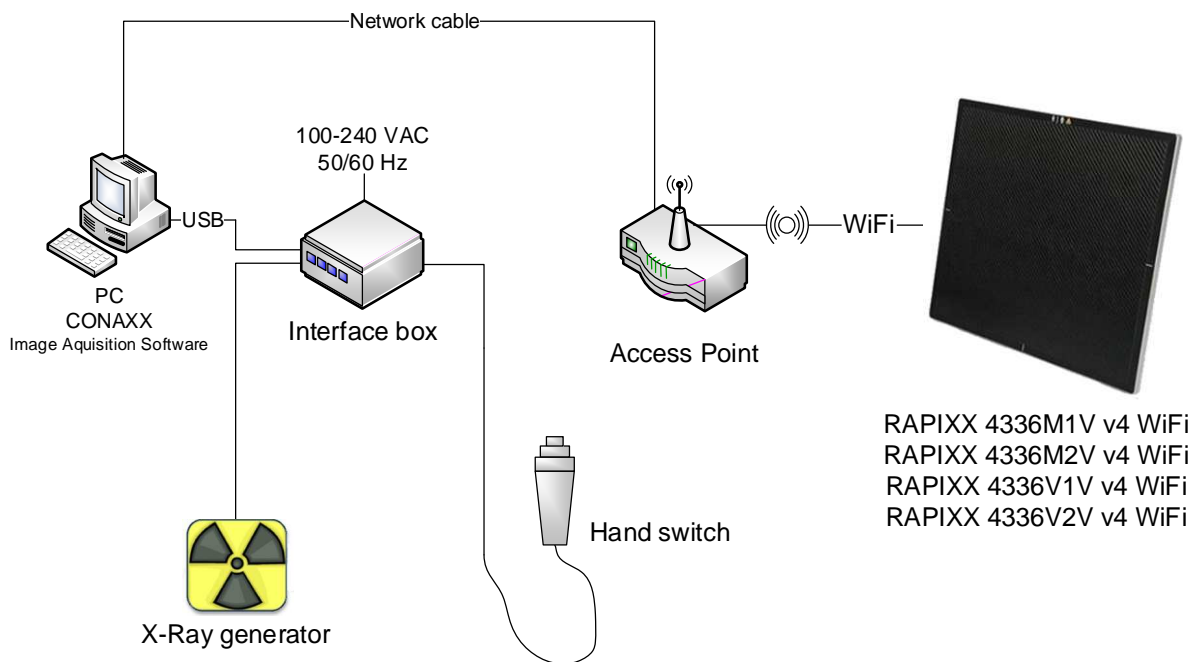 Network cable
100-240 VAC
50/60 Hz
USB
WiFi
PC
CONAXX
Image Aquisition Software
Interface box
Access Point
RAPIXX 4336M1V v4 WiFi
RAPIXX 4336M2V v4 WiFi
RAPIXX 4336V1V v4 WiFi
RAPIXX 4336V2V v4 WiFi
Hand switch
X-Ray generator